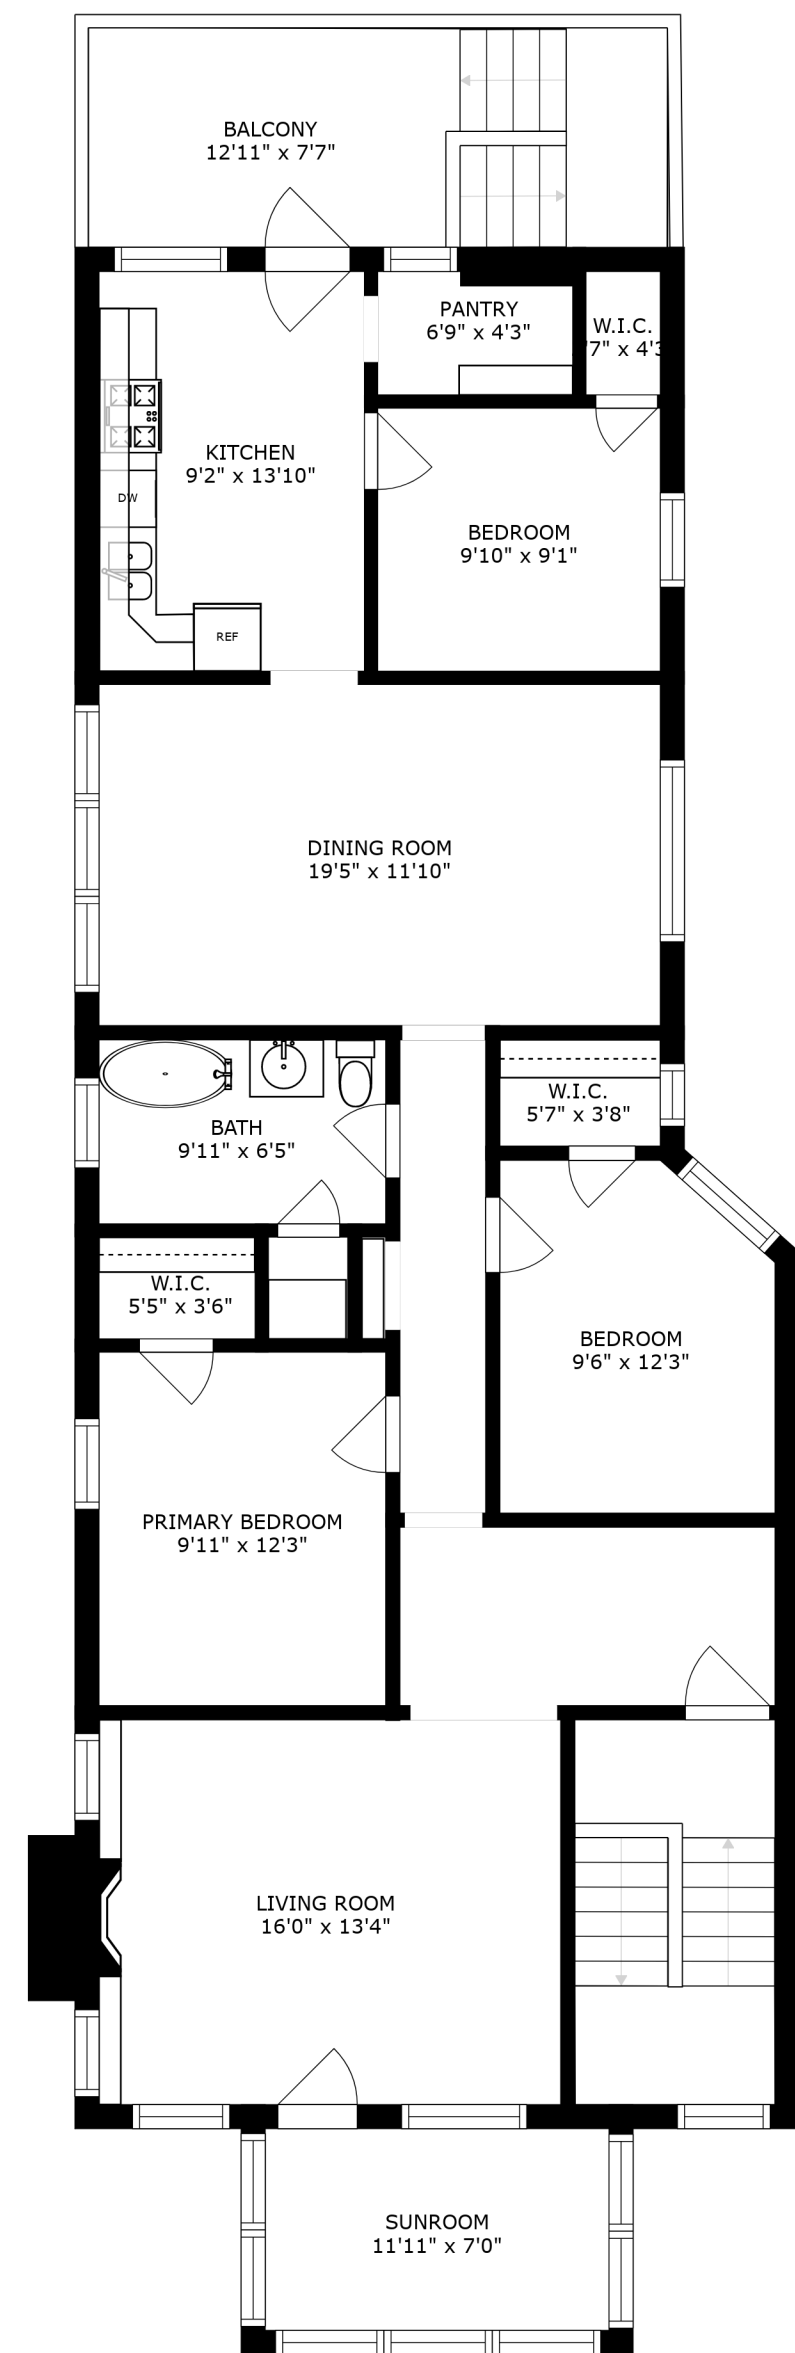 BALCONY
12'11" x 7'7"
PANTRY
6'9" x 4'3"
W.I.C.
'7" x 4'3
KITCHEN
9'2" x 13'10"
DW
BEDROOM
9'10" x 9'1"
REF
DINING ROOM
19'5" x 11'10"
W.I.C.
5'7" x 3'8"
BATH
9'11" x 6'5"
W.I.C.
5'5" x 3'6"
BEDROOM
9'6" x 12'3"
PRIMARY BEDROOM
9'11" x 12'3"
LIVING ROOM
16'0" x 13'4"
SUNROOM
11'11" x 7'0"